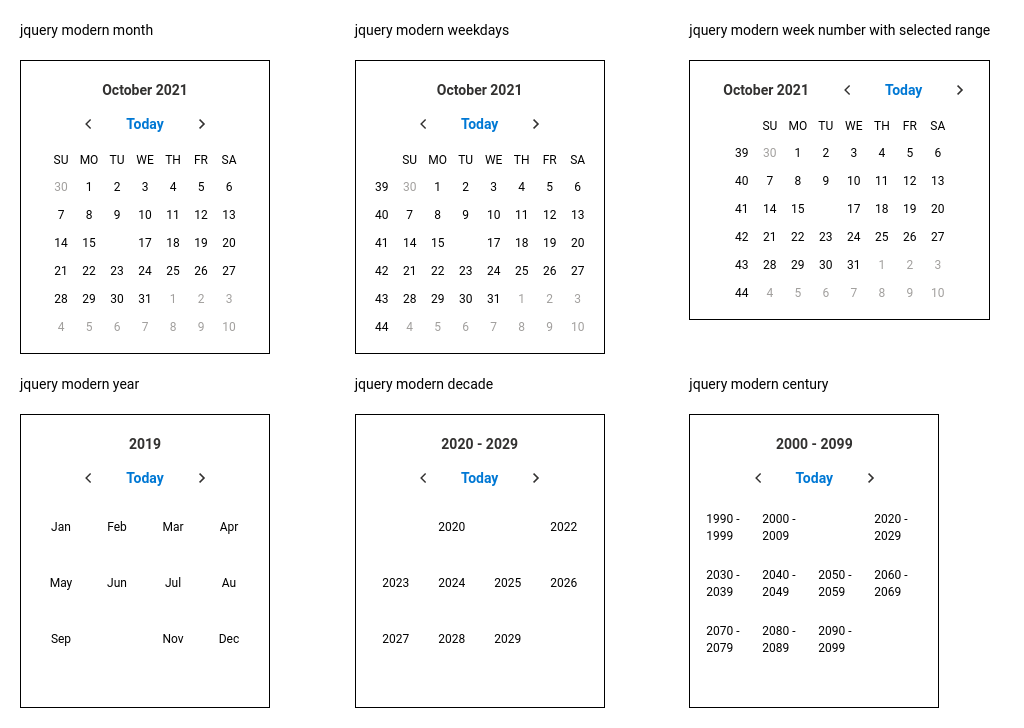 jquery modern month
October 2021
Today
SU MO TU WE TH FR SA
30 1 2 3 4 5 6
7 8 9 10 11 12 13
14 15 17 18 19 20
21 22 23 24 25 26 27
28 29 30 31 1 2 3
4 5 6 7 8 9 10
jquery modern weekdays
October 2021
Today
SU MO TU WE TH FR SA
39 30 1 2 3 4 5 6
40 7 8 9 10 11 12 13
41 14 15 17 18 19 20
42 21 22 23 24 25 26 27
43 28 29 30 31 1 2 3
44 4 5 6 7 8 9 10
jquery modern week number with selected range
October 2021 Today
SU MO TU WE TH FR SA
39 30 1 2 3 4 5 6
40 7 8 9 10 11 12 13
41 14 15 17 18 19 20
42 21 22 23 24 25 26 27
43 28 29 30 31 1 2 3
44 4 5 6 7 8 9 10
jquery modern year
2019
Today
Jan Feb Mar Apr
May Jun Jul Au
Sep Nov Dec
jquery modern decade
2020 - 2029
Today
2020 2022
2023 2024 2025 2026
2027 2028 2029
jquery modern century
2000 - 2099
Today
1990 - 2000 - 2020 -
1999 2009 2029
2030 - 2040 - 2050 - 2060 -
2039 2049 2059 2069
2070 - 2080 - 2090 -
2079 2089 2099